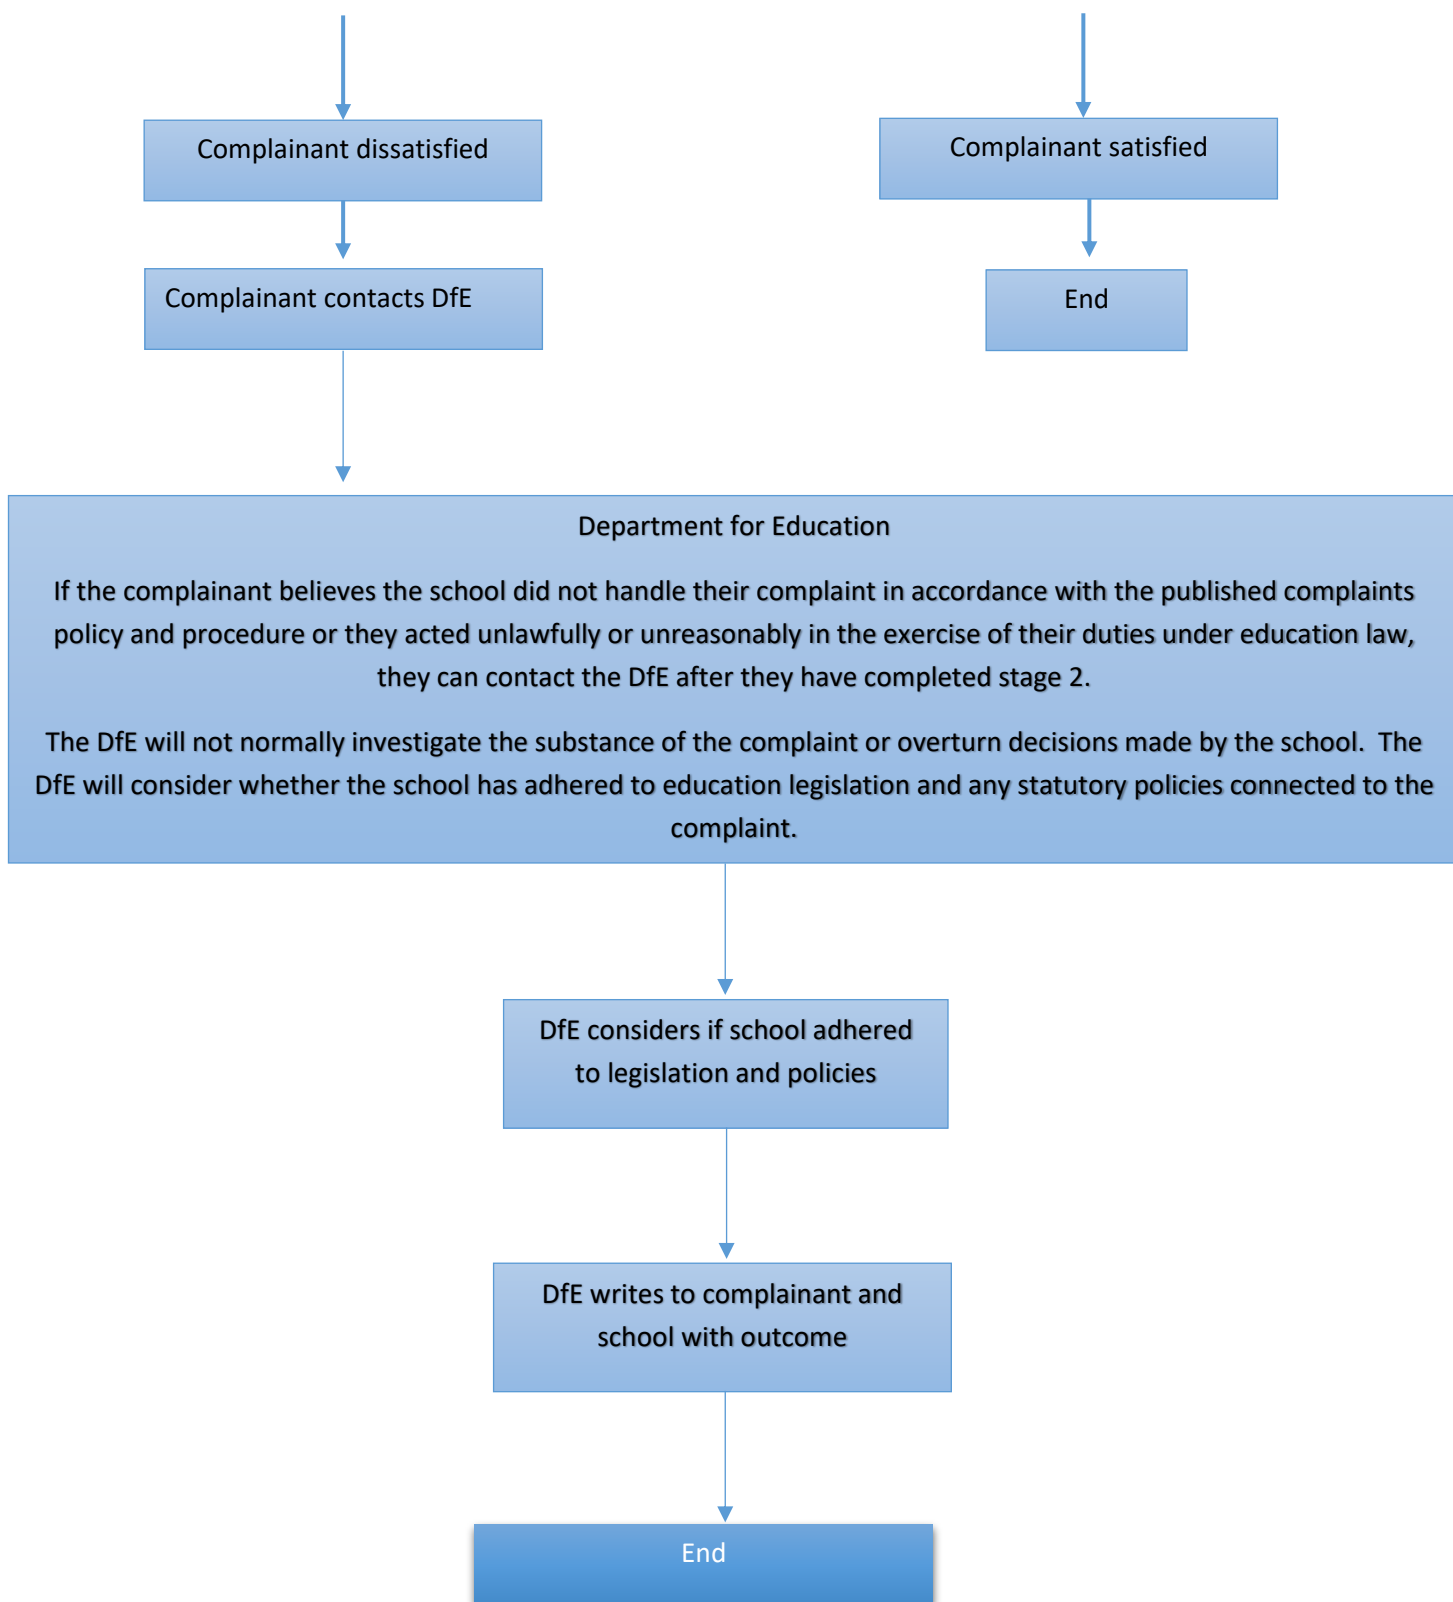 Complainant dissatisfied
Complainant satisfied
Complainant contacts DfE
End
Department for Education
If the complainant believes the school did not handle their complaint in accordance with the published complaints
policy and procedure or they acted unlawfully or unreasonably in the exercise of their duties under education law,
they can contact the DfE after they have completed stage 2.
The DfE will not normally investigate the substance of the complaint or overturn decisions made by the school.  The
DfE will consider whether the school has adhered to education legislation and any statutory policies connected to the
complaint.
DfE considers if school adhered
to legislation and policies
DfE writes to complainant and
school with outcome
End